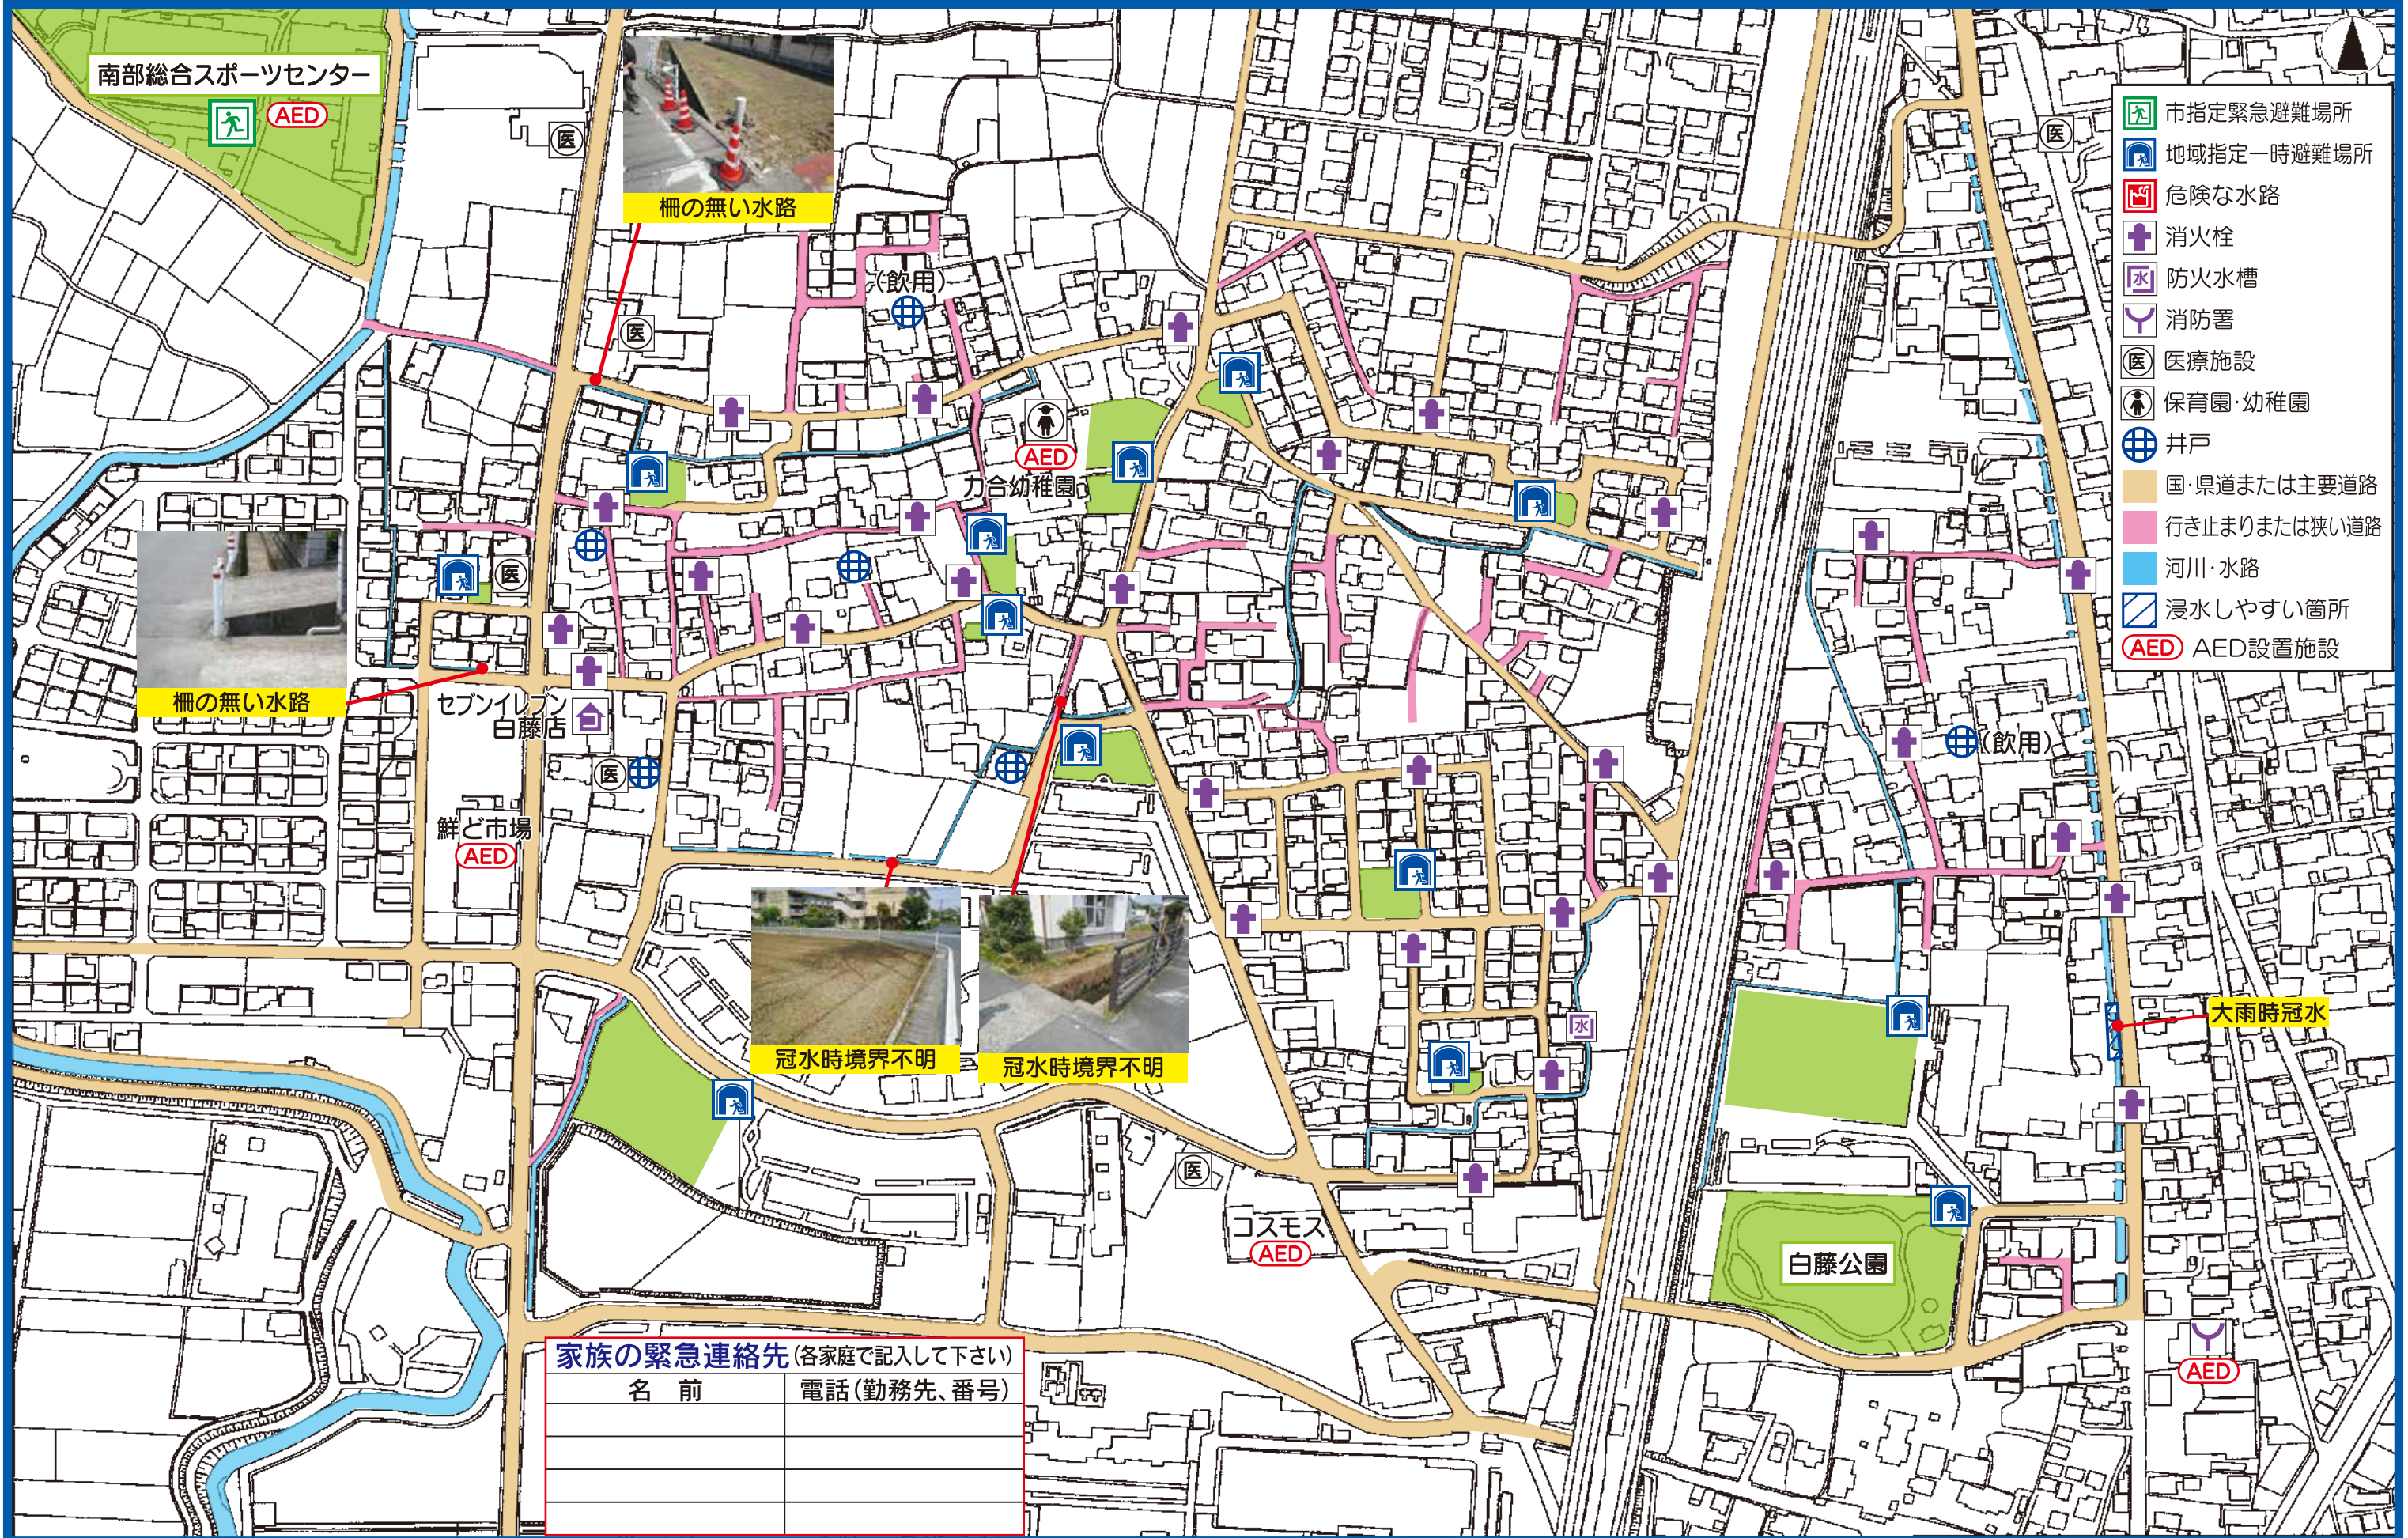 南部総合スポーツセンター
AED
医
柵の無い水路
医
(飲用)
医
AED
力合幼稚園
医
柵の無い水路
セブンイレブン
白藤店
医
鮮ど市場
AED
冠水時境界不明
冠水時境界不明
水
医
コスモス
AED
(飲用)
大雨時冠水
白藤公園
AED
市指定緊急避難場所
地域指定一時避難場所
危険な水路
消火栓
水 防火水槽
消防署
医 医療施設
保育園・幼稚園
井戸
国・県道または主要道路
行き止まりまたは狭い道路
河川・水路
浸水しやすい箇所
AED AED設置施設
家族の緊急連絡先(各家庭で記入して下さい)
名 前 電話(勤務先、番号)